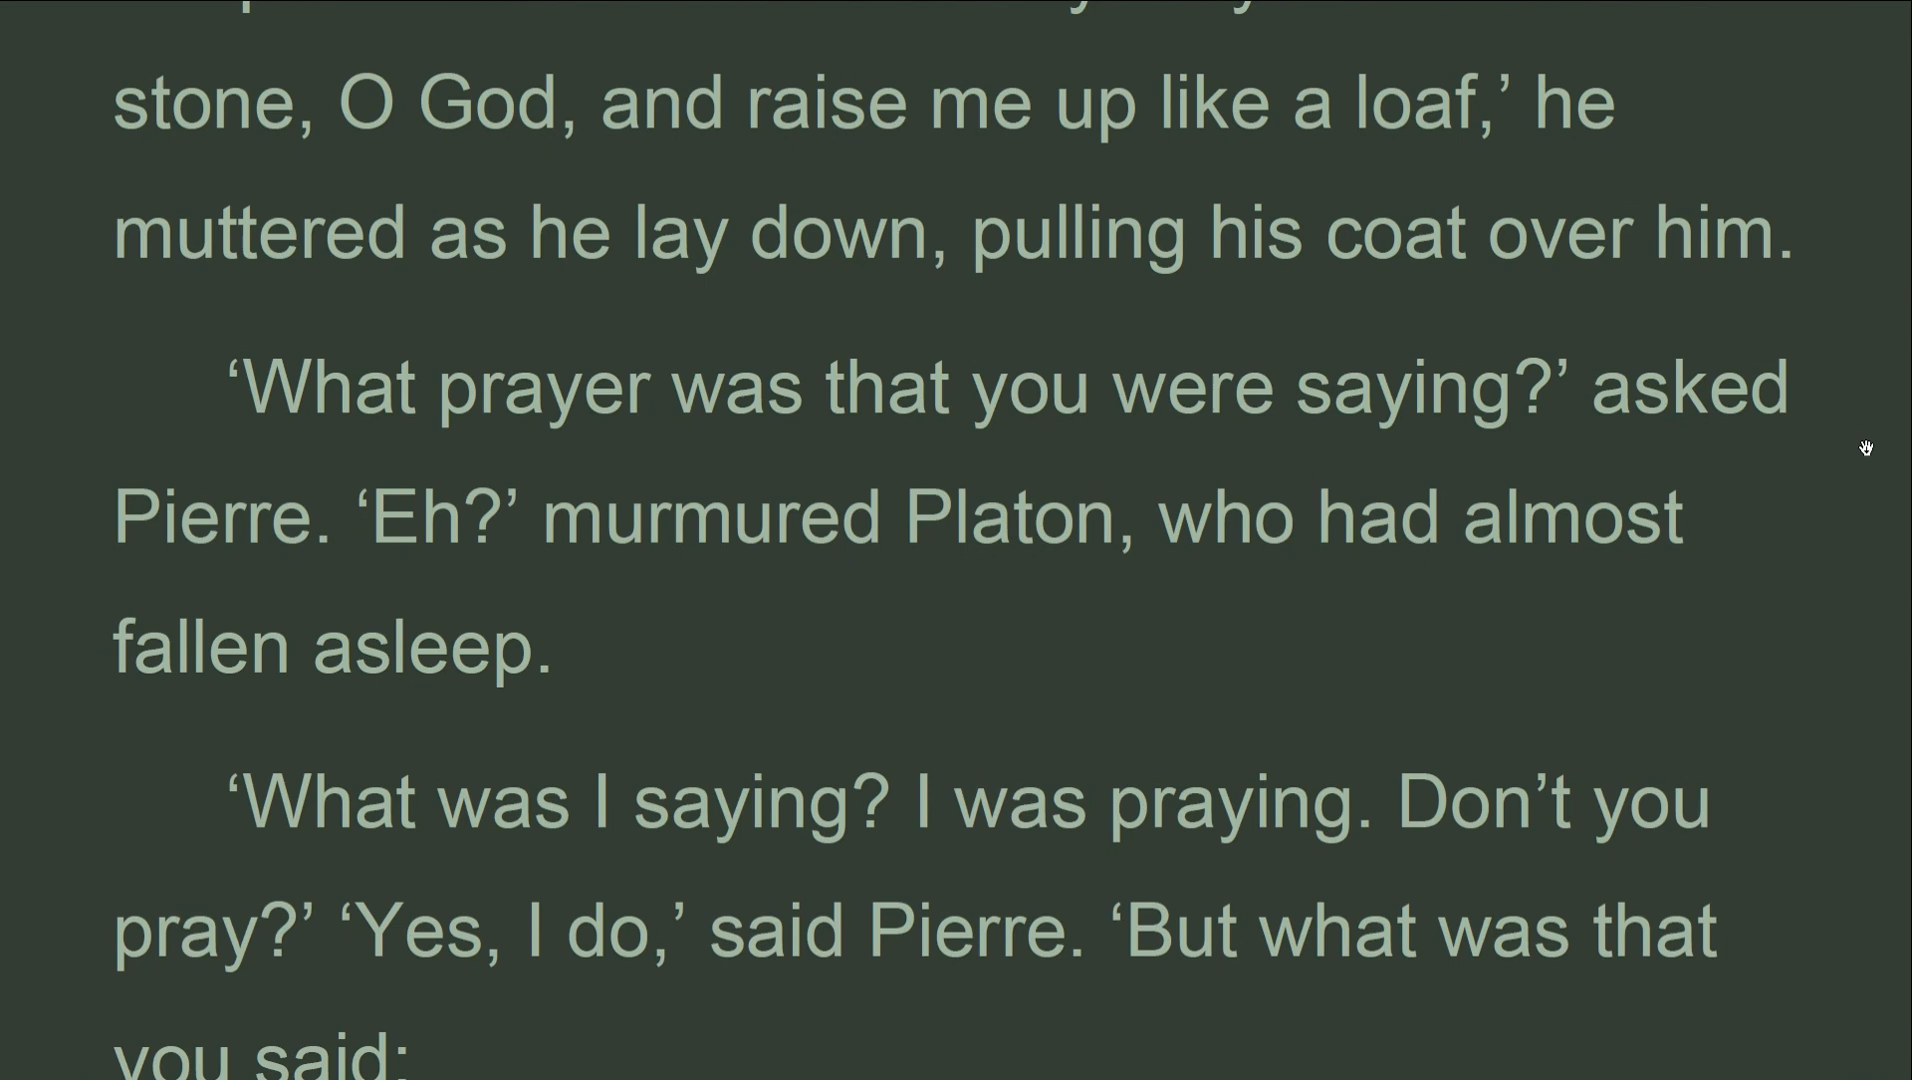 stone, O God, and raise me up like a loaf,’ he
muttered as he lay down, pulling his coat over him.
‘What prayer was that you were saying?’ asked
Pierre. ‘Eh?’ murmured Platon, who had almost
fallen asleep.
‘What was I saying? I was praying. Don’t you
pray?’ ‘Yes, I do,’ said Pierre. ‘But what was that
you said: